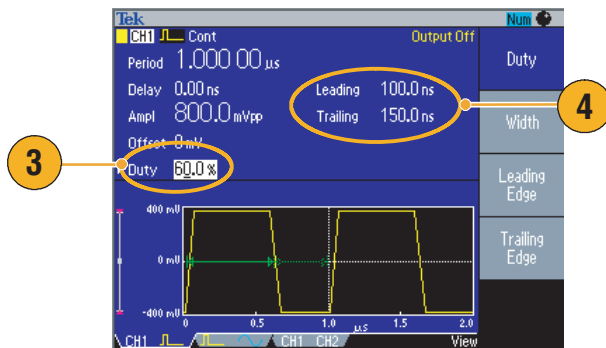 Tek Num
CH1 Cont Output Off
Period 1.000 00 µs
Delay 0.00 ns
Ampl 800.0 mVpp
Offset 0 mV
Duty 60.0 %
Leading 100.0 ns
Trailing 150.0 ns
3
4
Duty
Width
Leading
Edge
Trailing
Edge
400 mV
0 mV
-400 mV
0 0.5 1.0 µs 1.5 2.0
CH1 CH1 CH2 View